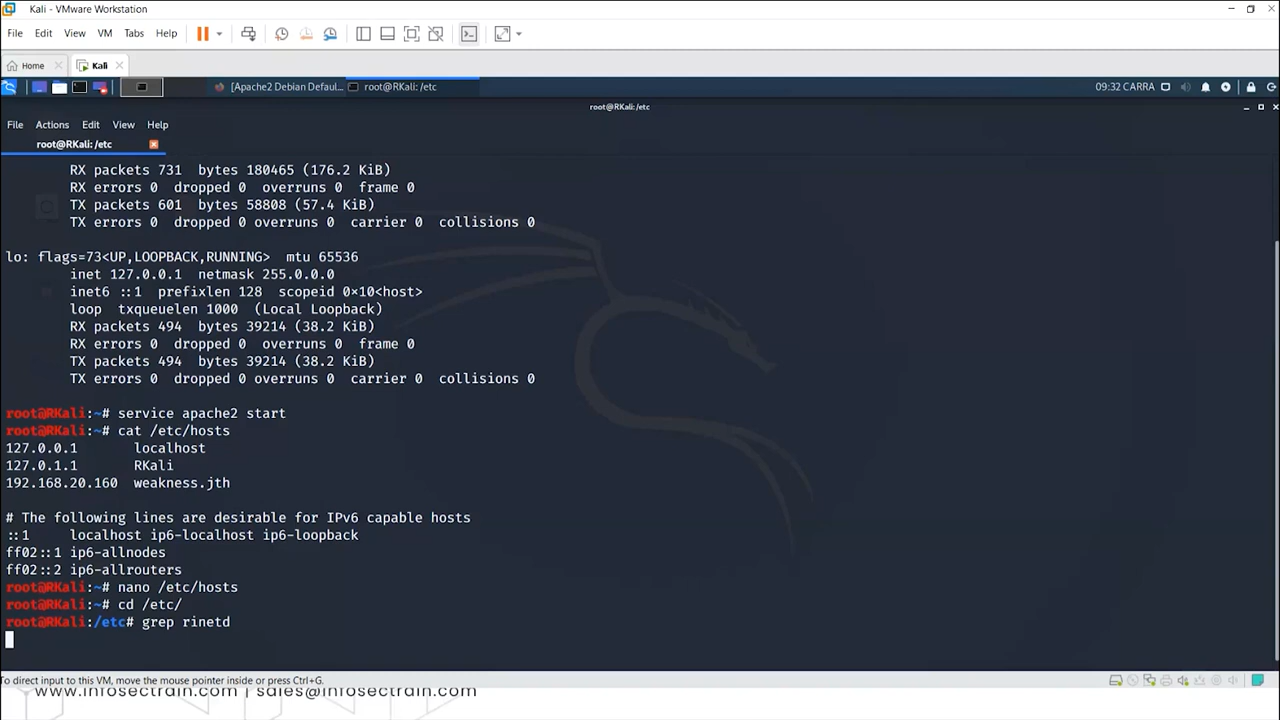 Kali - VMware Workstation
File Edit View VM Tabs Help
Home Kali
[Apache2 Debian Defaul... root@RKali: /etc 09:32 CARRA
root@RKali: /etc
File Actions Edit View Help
root@RKali: /etc
RX packets 731 bytes 180465 (176.2 KiB)
RX errors 0 dropped 0 overruns 0 frame 0
TX packets 601 bytes 58808 (57.4 KiB)
TX errors 0 dropped 0 overruns 0 carrier 0 collisions 0
lo: flags=73<UP,LOOPBACK,RUNNING> mtu 65536
inet 127.0.0.1 netmask 255.0.0.0
inet6 ::1 prefixlen 128 scopeid 0×10<host>
loop txqueuelen 1000 (Local Loopback)
RX packets 494 bytes 39214 (38.2 KiB)
RX errors 0 dropped 0 overruns 0 frame 0
TX packets 494 bytes 39214 (38.2 KiB)
TX errors 0 dropped 0 overruns 0 carrier 0 collisions 0
root@RKali:~# service apache2 start
root@RKali:~# cat /etc/hosts
127.0.0.1 localhost
127.0.1.1 RKali
192.168.20.160 weakness.jth
# The following lines are desirable for IPv6 capable hosts
::1 localhost ip6-localhost ip6-loopback
ff02::1 ip6-allnodes
ff02::2 ip6-allrouters
root@RKali:~# nano /etc/hosts
root@RKali:~# cd /etc/
root@RKali:/etc# grep rinetd
To direct input to this VM, move the mouse pointer inside or press Ctrl+G.
www.infosectrain.com | sales@infosectrain.com